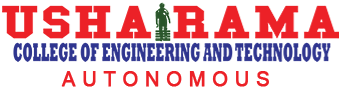 USHA RAMA
COLLEGE OF ENGINEERING AND TECHNOLOGY
AUTONOMOUS